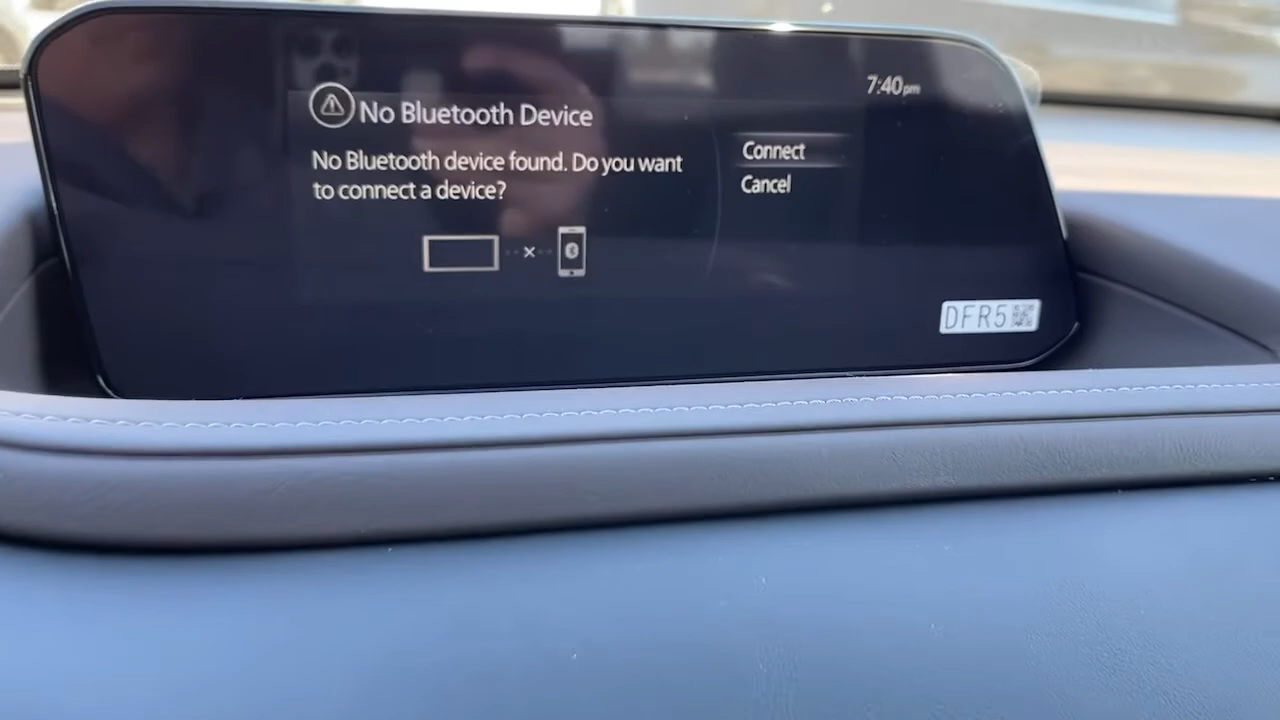 7:40pm
No Bluetooth Device
No Bluetooth device found. Do you want
to connect a device?
Connect
Cancel
DFR5